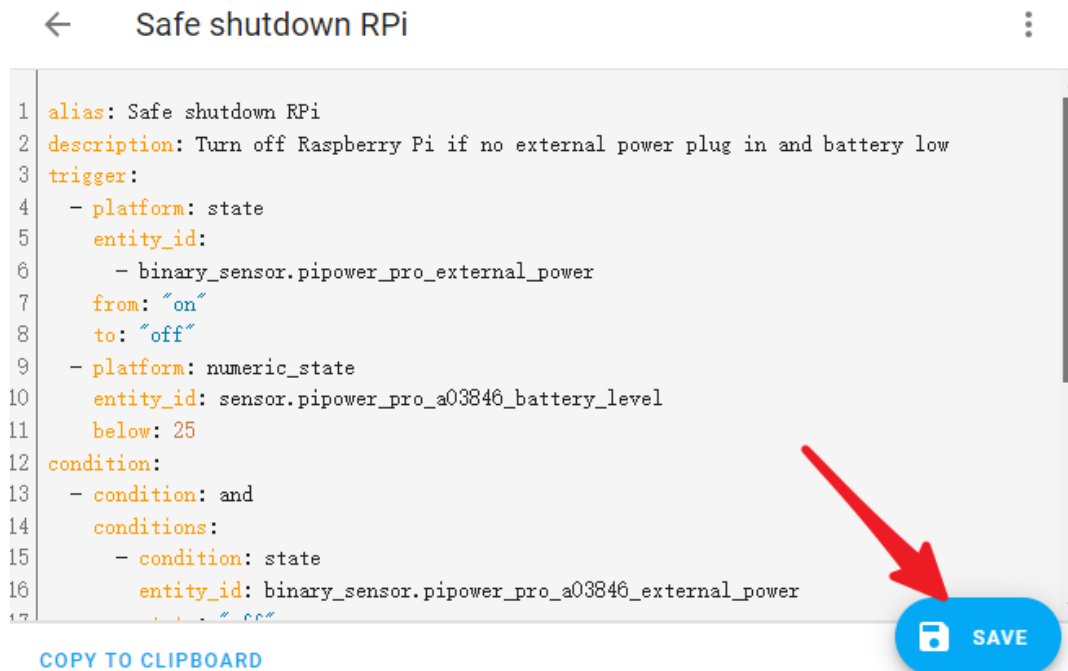 Safe shutdown RPi
1 alias: Safe shutdown RPi
2 description: Turn off Raspberry Pi if no external power plug in and battery low
3 trigger:
4 - platform: state
5 entity_id:
6 - binary_sensor.pipower_pro_external_power
7 from: "on"
8 to: "off"
9 - platform: numeric_state
10 entity_id: sensor.pipower_pro_a03846_battery_level
11 below: 25
12 condition:
13 - condition: and
14 conditions:
15 - condition: state
16 entity_id: binary_sensor.pipower_pro_a03846_external_power
17
SAVE
COPY TO CLIPBOARD